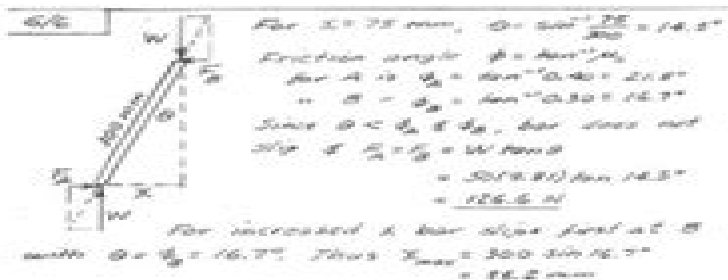 For x = 75 mm, θ = sin⁻¹ 75/300 = 14.5°
Friction angle φ = tan⁻¹ μs
for A is φA = tan⁻¹ 0.40 = 21.8°
" B " φB = tan⁻¹ 0.30 = 16.7°
Since θ < φA & φB, bar does not
slip & FA = FB = W tan θ
= 50(9.81) tan 14.5°
= 126.6 N
W
FB
300 mm
θ
FA
x
W
For increased x bar slips first at B
with θ = φB = 16.7°. Thus xmax = 300 sin 16.7°
= 86.2 mm